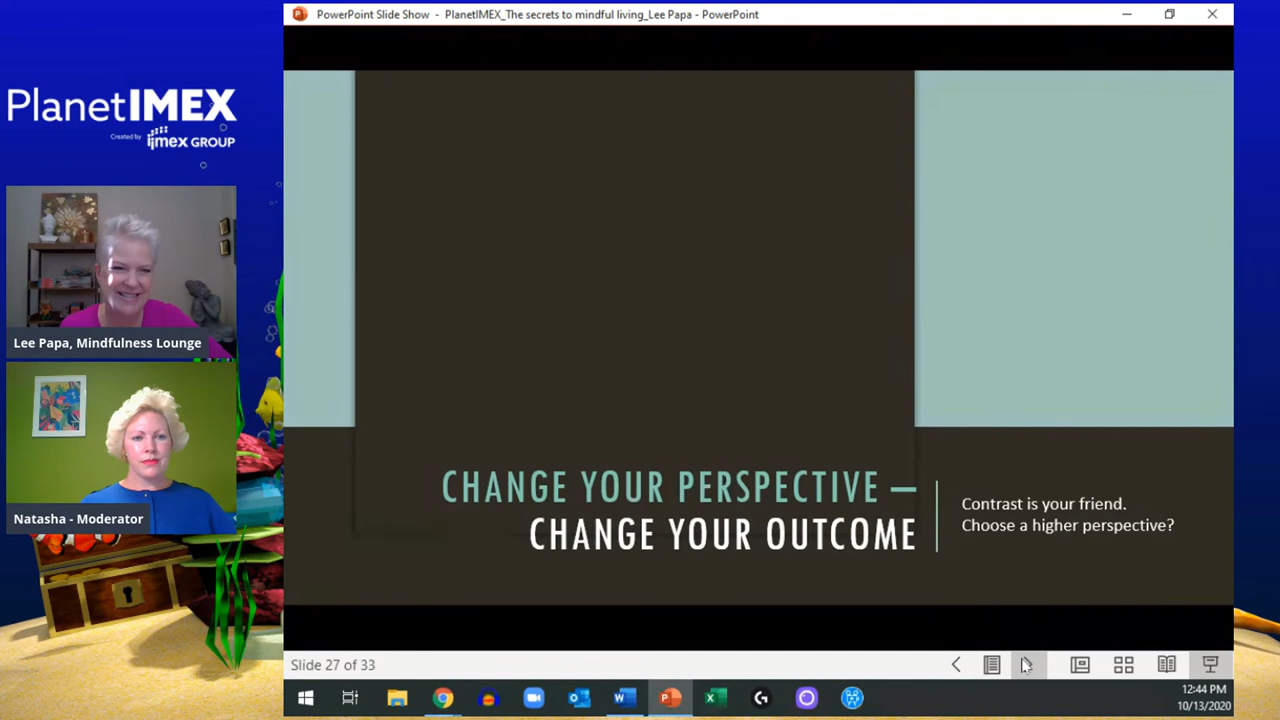 PowerPoint Slide Show - PlanetIMEX_The secrets to mindful living_Lee Papa - PowerPoint
PlanetIMEX
Created by
imex GROUP
Lee Papa, Mindfulness Lounge
Natasha - Moderator
CHANGE YOUR PERSPECTIVE –
CHANGE YOUR OUTCOME
Contrast is your friend.
Choose a higher perspective?
Slide 27 of 33
12:44 PM
10/13/2020